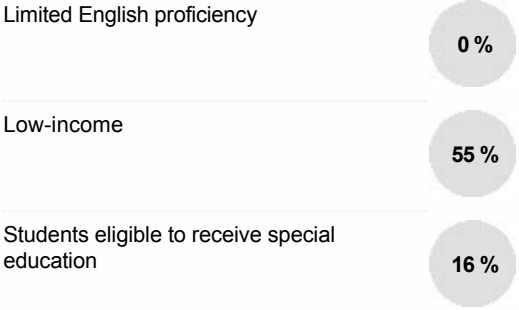 Limited English proficiency
0 %
Low-income
55 %
Students eligible to receive special
education
16 %